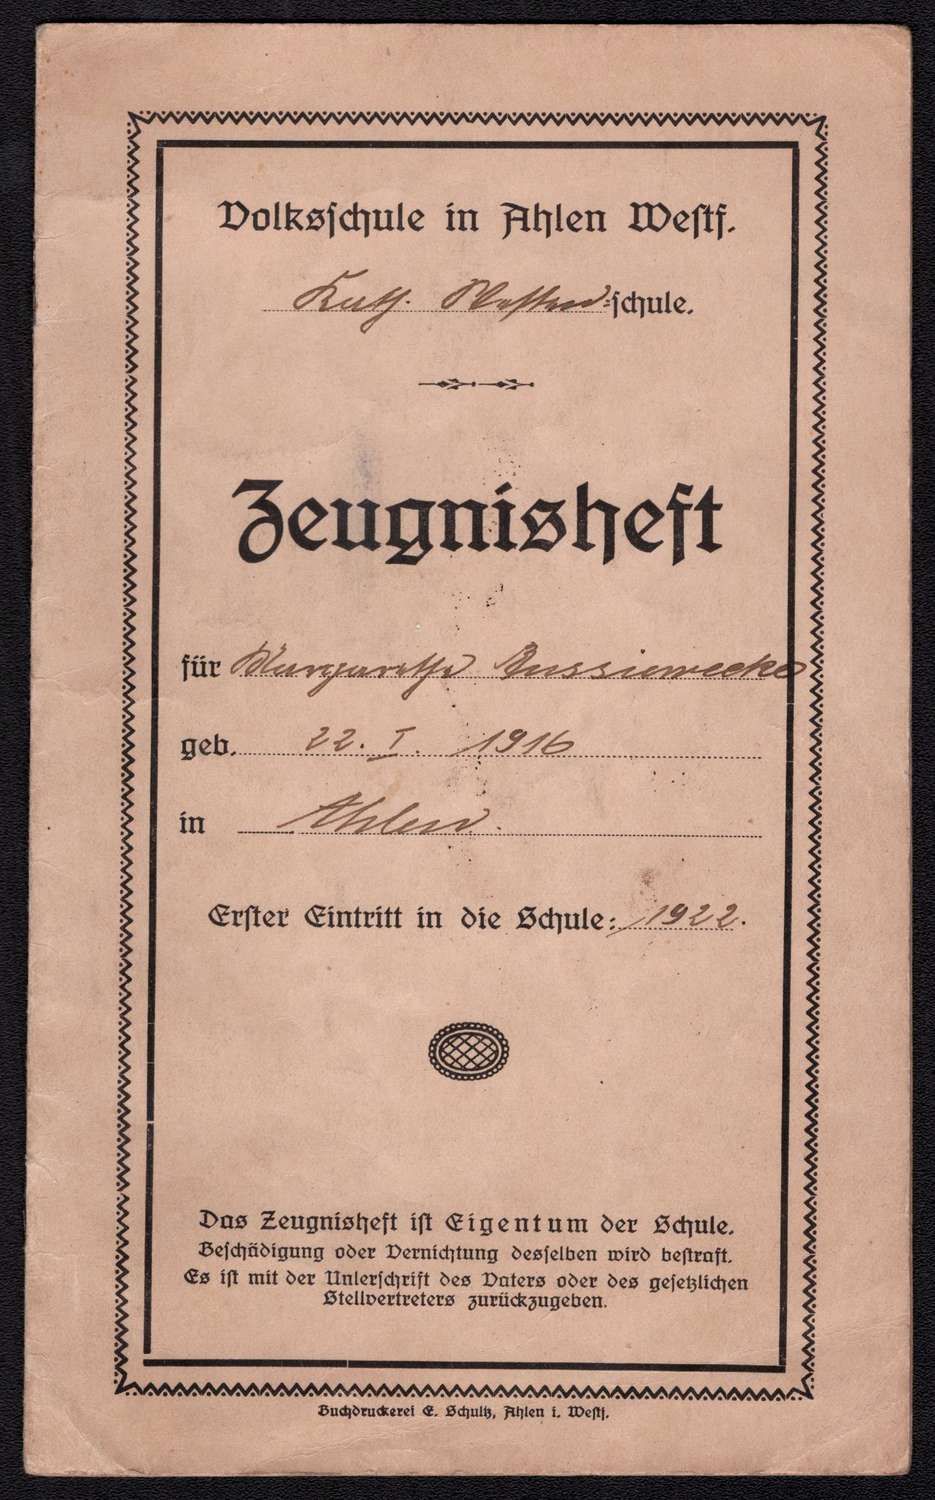 Volksschule in Ahlen Westf.
Kath. Westen=schule.
Zeugnisheft
für Margarethe Bussiewecke
geb. 22. I. 1916
in Ahlen.
Erster Eintritt in die Schule: 1922.
Das Zeugnisheft ist Eigentum der Schule.
Beschädigung oder Vernichtung desselben wird bestraft.
Es ist mit der Unterschrift des Vaters oder des gesetzlichen
Stellvertreters zurückzugeben.
Buchdruckerei E. Schultz, Ahlen i. Westf.